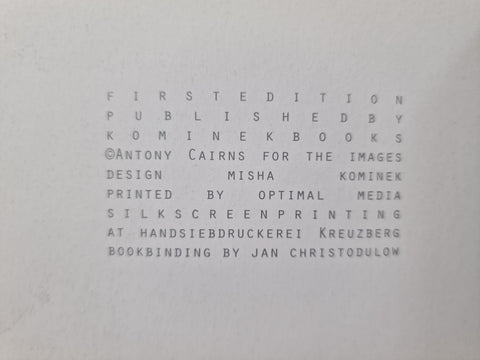 FIRSTEDITION
PUBLISHEDBY
KOMINEKBOOKS
©ANTONY CAIRNS FOR THE IMAGES
DESIGN MISHA KOMINEK
PRINTED BY OPTIMAL MEDIA
SILKSCREENPRINTING
AT HANDSIEBDRUCKEREI KREUZBERG
BOOKBINDING BY JAN CHRISTODULOW